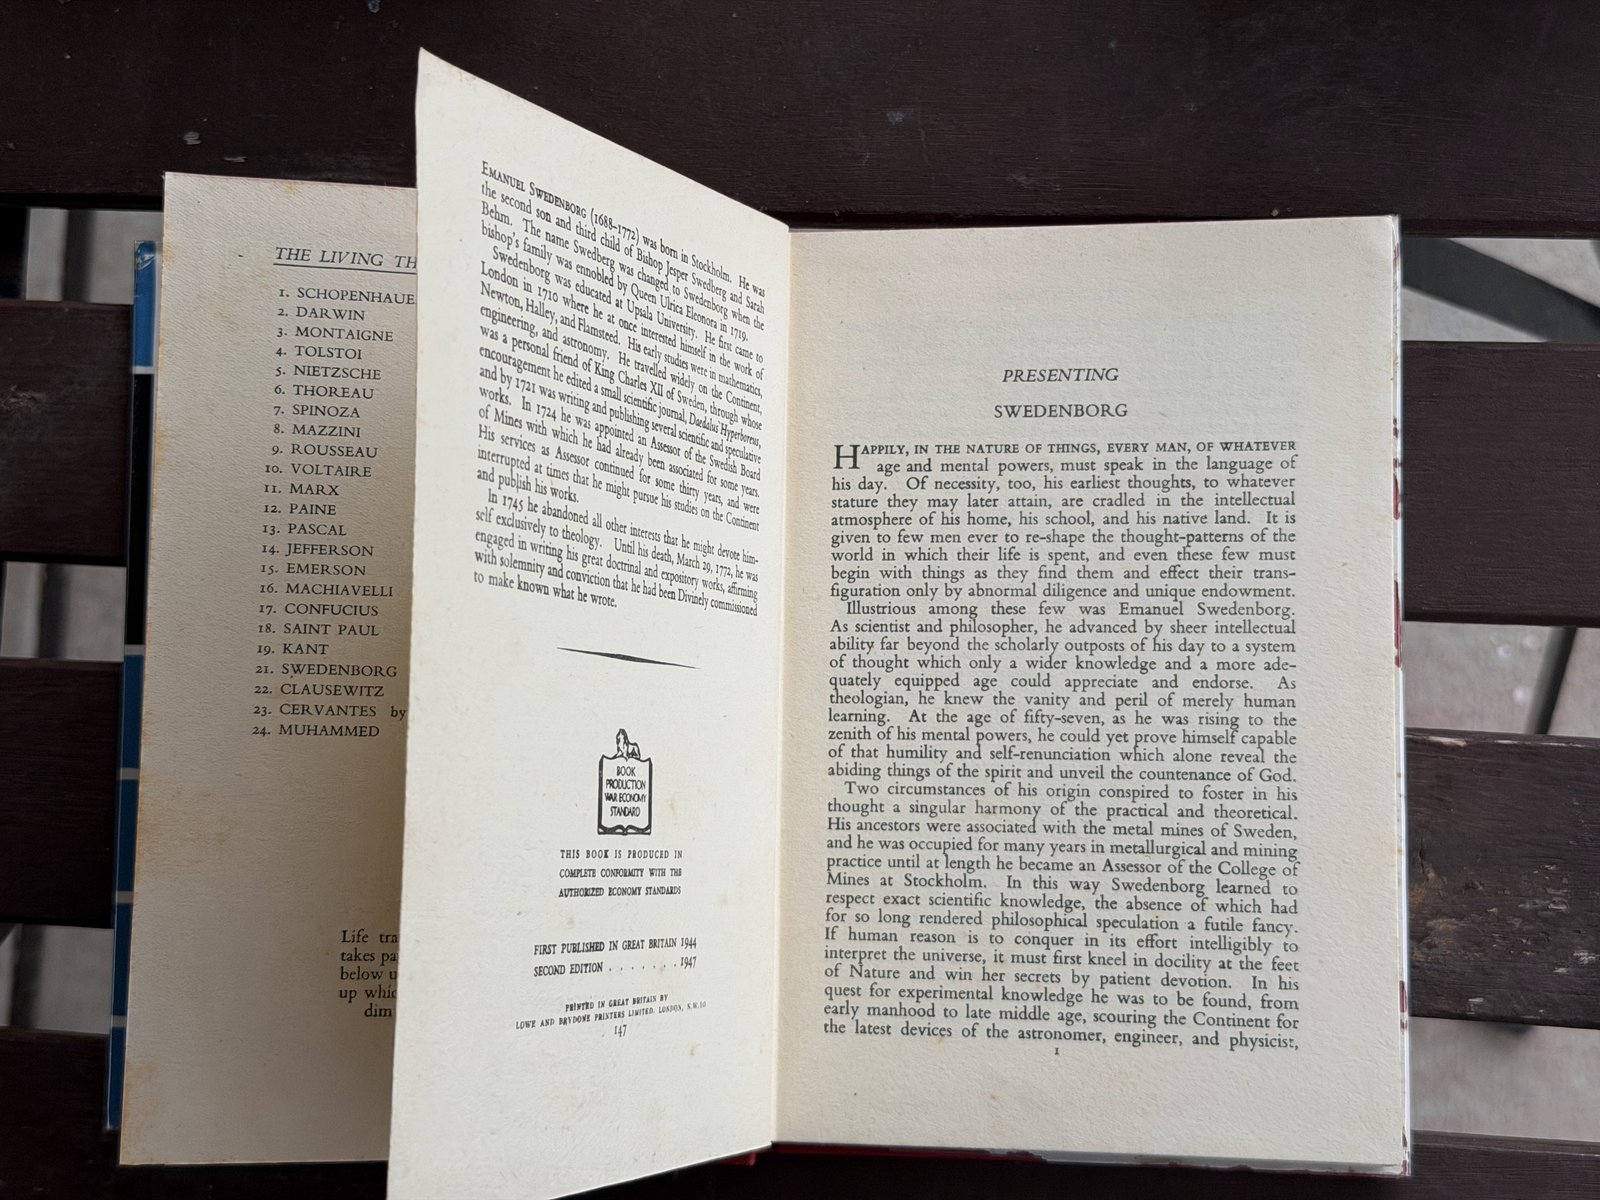 THE LIVING TH
1. SCHOPENHAUE
2. DARWIN
3. MONTAIGNE
4. TOLSTOI
5. NIETZSCHE
6. THOREAU
7. SPINOZA
8. MAZZINI
9. ROUSSEAU
10. VOLTAIRE
11. MARX
12. PAINE
13. PASCAL
14. JEFFERSON
15. EMERSON
16. MACHIAVELLI
17. CONFUCIUS
18. SAINT PAUL
19. KANT
21. SWEDENBORG
22. CLAUSEWITZ
23. CERVANTES by
24. MUHAMMED
Life tra
takes pa
below u
up whic
dim
EMANUEL SWEDENBORG (1688–1772) was born in Stockholm. He was
the second son and third child of Bishop Jesper Swedberg and Sarah
Behm. The name Swedberg was changed to Swedenborg when the
bishop's family was ennobled by Queen Ulrica Eleonora in 1719.
Swedenborg was educated at Upsala University. He first came to
London in 1710 where he at once interested himself in the work of
Newton, Halley, and Flamsteed. His early studies were in mathematics,
engineering, and astronomy. He travelled widely on the Continent,
was a personal friend of King Charles XII of Sweden, through whose
encouragement he edited a small scientific journal, Daedalus Hyperboreus,
and by 1721 was writing and publishing several scientific and speculative
works. In 1724 he was appointed an Assessor of the Swedish Board
of Mines with which he had already been associated for some years.
His services as Assessor continued for some thirty years, and were
interrupted at times that he might pursue his studies on the Continent
and publish his works.
In 1745 he abandoned all other interests that he might devote him-
self exclusively to theology. Until his death, March 29, 1772, he was
engaged in writing his great doctrinal and expository works, affirming
with solemnity and conviction that he had been Divinely commissioned
to make known what he wrote.
BOOK
PRODUCTION
WAR ECONOMY
STANDARD
THIS BOOK IS PRODUCED IN
COMPLETE CONFORMITY WITH THE
AUTHORIZED ECONOMY STANDARDS
FIRST PUBLISHED IN GREAT BRITAIN 1944
SECOND EDITION . . . . . . . 1947
PRINTED IN GREAT BRITAIN BY
LOWE AND BRYDONE PRINTERS LIMITED, LONDON, N.W.10
147
PRESENTING
SWEDENBORG
HAPPILY, IN THE NATURE OF THINGS, EVERY MAN, OF WHATEVER
age and mental powers, must speak in the language of
his day. Of necessity, too, his earliest thoughts, to whatever
stature they may later attain, are cradled in the intellectual
atmosphere of his home, his school, and his native land. It is
given to few men ever to re-shape the thought-patterns of the
world in which their life is spent, and even these few must
begin with things as they find them and effect their trans-
figuration only by abnormal diligence and unique endowment.
Illustrious among these few was Emanuel Swedenborg.
As scientist and philosopher, he advanced by sheer intellectual
ability far beyond the scholarly outposts of his day to a system
of thought which only a wider knowledge and a more ade-
quately equipped age could appreciate and endorse. As
theologian, he knew the vanity and peril of merely human
learning. At the age of fifty-seven, as he was rising to the
zenith of his mental powers, he could yet prove himself capable
of that humility and self-renunciation which alone reveal the
abiding things of the spirit and unveil the countenance of God.
Two circumstances of his origin conspired to foster in his
thought a singular harmony of the practical and theoretical.
His ancestors were associated with the metal mines of Sweden,
and he was occupied for many years in metallurgical and mining
practice until at length he became an Assessor of the College of
Mines at Stockholm. In this way Swedenborg learned to
respect exact scientific knowledge, the absence of which had
for so long rendered philosophical speculation a futile fancy.
If human reason is to conquer in its effort intelligibly to
interpret the universe, it must first kneel in docility at the feet
of Nature and win her secrets by patient devotion. In his
quest for experimental knowledge he was to be found, from
early manhood to late middle age, scouring the Continent for
the latest devices of the astronomer, engineer, and physicist,
1